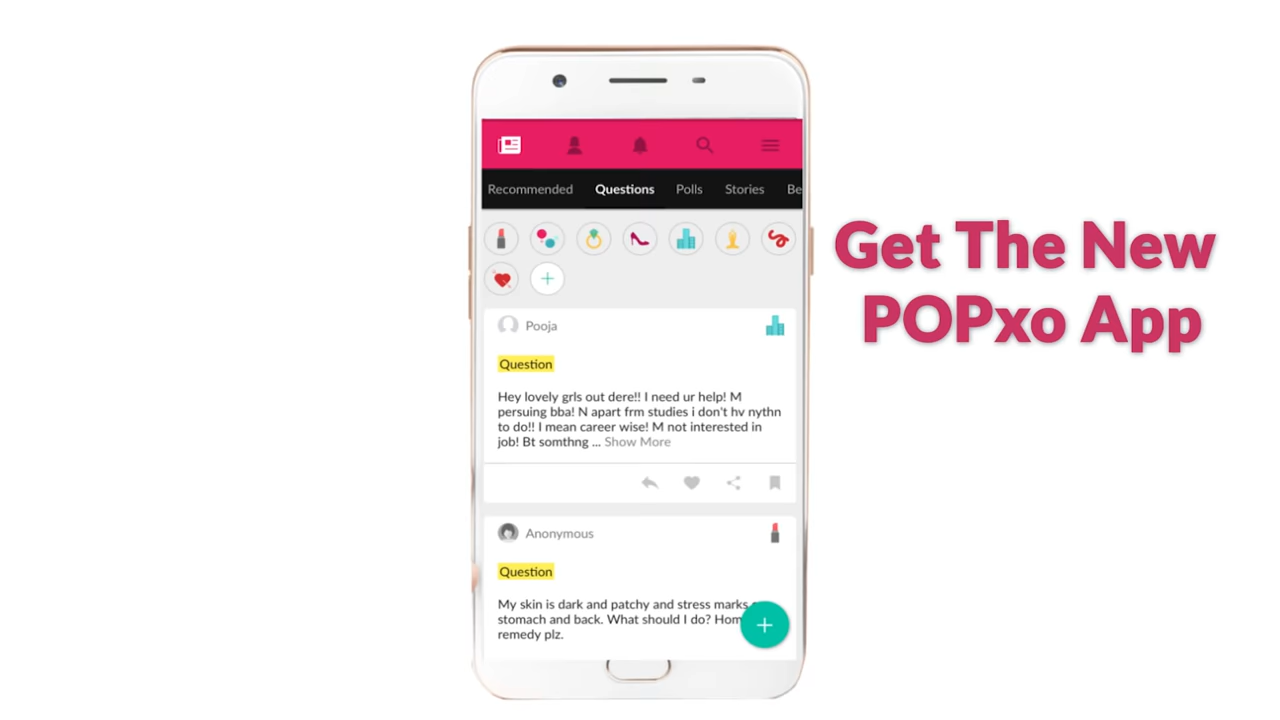 Recommended Questions Polls Stories Be
Pooja
Question
Hey lovely grls out dere!! I need ur help! M
persuing bba! N apart frm studies i don't hv nythn
to do!! I mean career wise! M not interested in
job! Bt somthng ... Show More
Anonymous
Question
My skin is dark and patchy and stress marks
stomach and back. What should I do? Hom
remedy plz.
Get The New
POPxo App